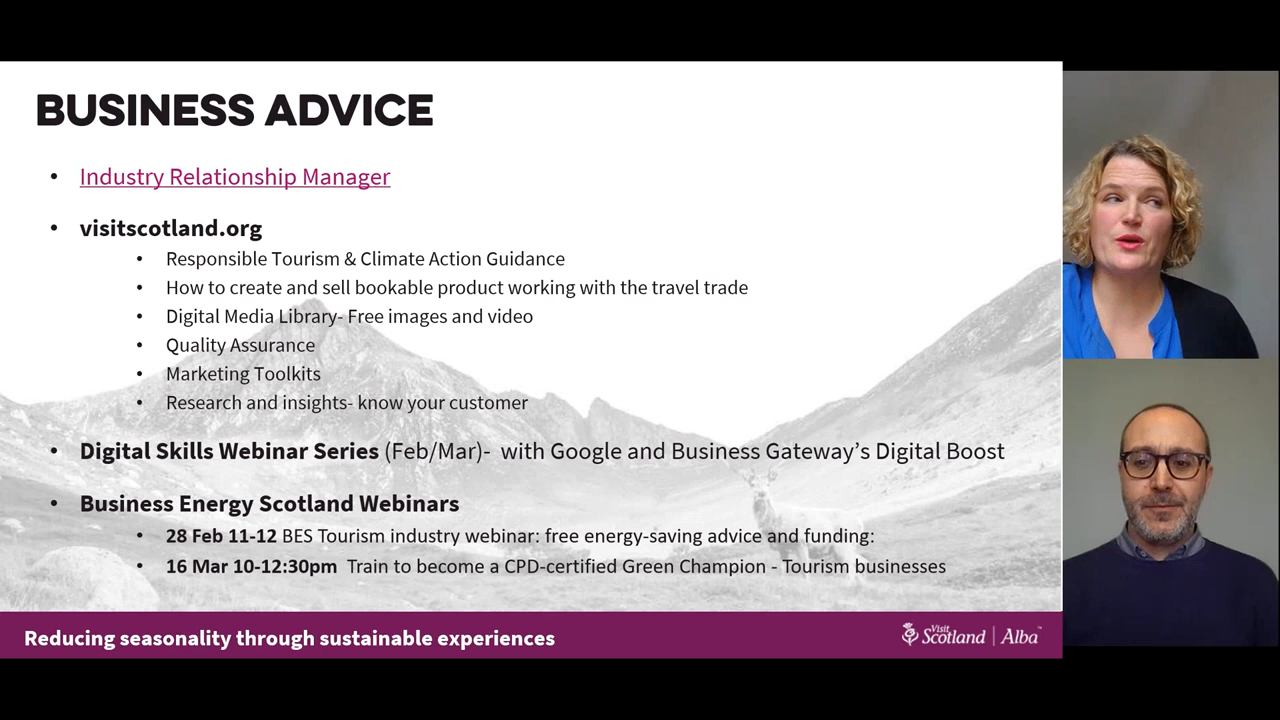 BUSINESS ADVICE
• Industry Relationship Manager
• visitscotland.org
• Responsible Tourism & Climate Action Guidance
• How to create and sell bookable product working with the travel trade
• Digital Media Library- Free images and video
• Quality Assurance
• Marketing Toolkits
• Research and insights- know your customer
• Digital Skills Webinar Series (Feb/Mar)- with Google and Business Gateway’s Digital Boost
• Business Energy Scotland Webinars
• 28 Feb 11-12 BES Tourism industry webinar: free energy-saving advice and funding:
• 16 Mar 10-12:30pm Train to become a CPD-certified Green Champion - Tourism businesses
Reducing seasonality through sustainable experiences
Visit
Scotland | Alba™